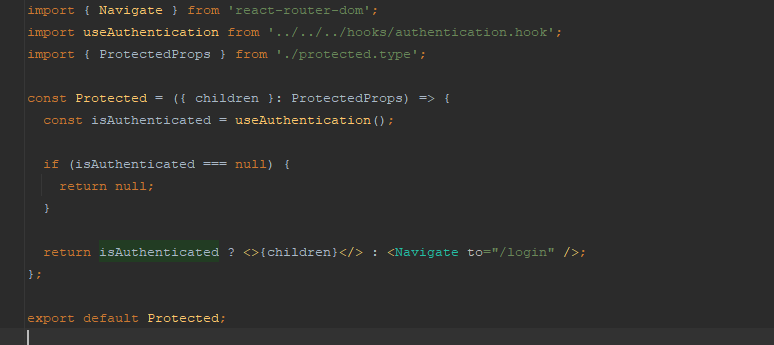 import { Navigate } from 'react-router-dom';
import useAuthentication from '../../../hooks/authentication.hook';
import { ProtectedProps } from './protected.type';
const Protected = ({ children }: ProtectedProps) => {
const isAuthenticated = useAuthentication();
if (isAuthenticated === null) {
return null;
}
return isAuthenticated ? <>{children}</> : <Navigate to="/login" />;
};
export default Protected;